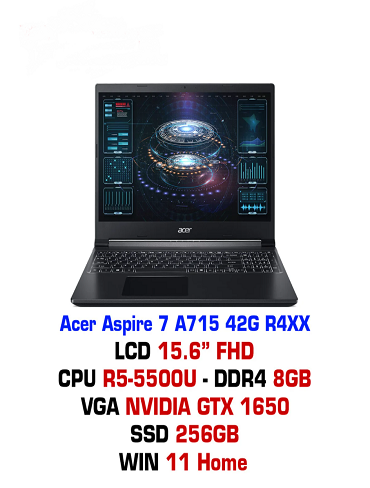 acer
Acer Aspire 7 A715 42G R4XX
LCD 15.6” FHD
CPU R5-5500U - DDR4 8GB
VGA NVIDIA GTX 1650
SSD 256GB
WIN 11 Home